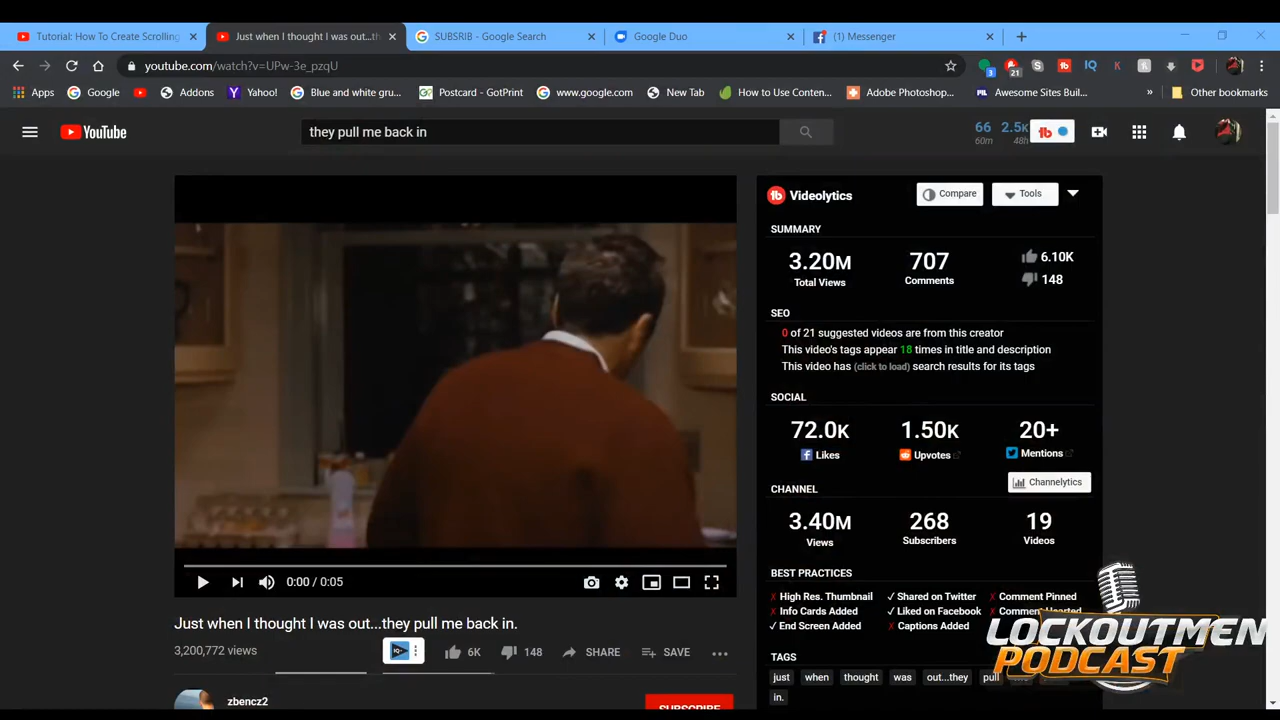 Tutorial: How To Create Scrolling
Just when I thought I was out...th
SUBSRIB - Google Search
Google Duo
(1) Messenger
youtube.com/watch?v=UPw-3e_pzqU
3
21
IQ
K
Apps
Google
Addons
Yahoo!
Blue and white gru...
Postcard - GotPrint
www.google.com
New Tab
How to Use Conten...
Adobe Photoshop...
Awesome Sites Buil...
»
Other bookmarks
YouTube
they pull me back in
66
60m
2.5K
48h
tb
tb Videolytics
Compare
Tools
SUMMARY
3.20M
Total Views
707
Comments
6.10K
148
SEO
0 of 21 suggested videos are from this creator
This video's tags appear 18 times in title and description
This video has (click to load) search results for its tags
SOCIAL
72.0K
Likes
1.50K
Upvotes
20+
Mentions
CHANNEL
Channelytics
3.40M
Views
268
Subscribers
19
Videos
BEST PRACTICES
✗ High Res. Thumbnail
✓ Shared on Twitter
✗ Comment Pinned
✗ Info Cards Added
✓ Liked on Facebook
✗ Comment Hearted
✓ End Screen Added
✗ Captions Added
TAGS
just
when
thought
was
out...they
pull
in.
0:00 / 0:05
Just when I thought I was out...they pull me back in.
3,200,772 views
6K
148
SHARE
SAVE
zbencz2
SUBSCRIBE
LOCKOUTMEN
PODCAST